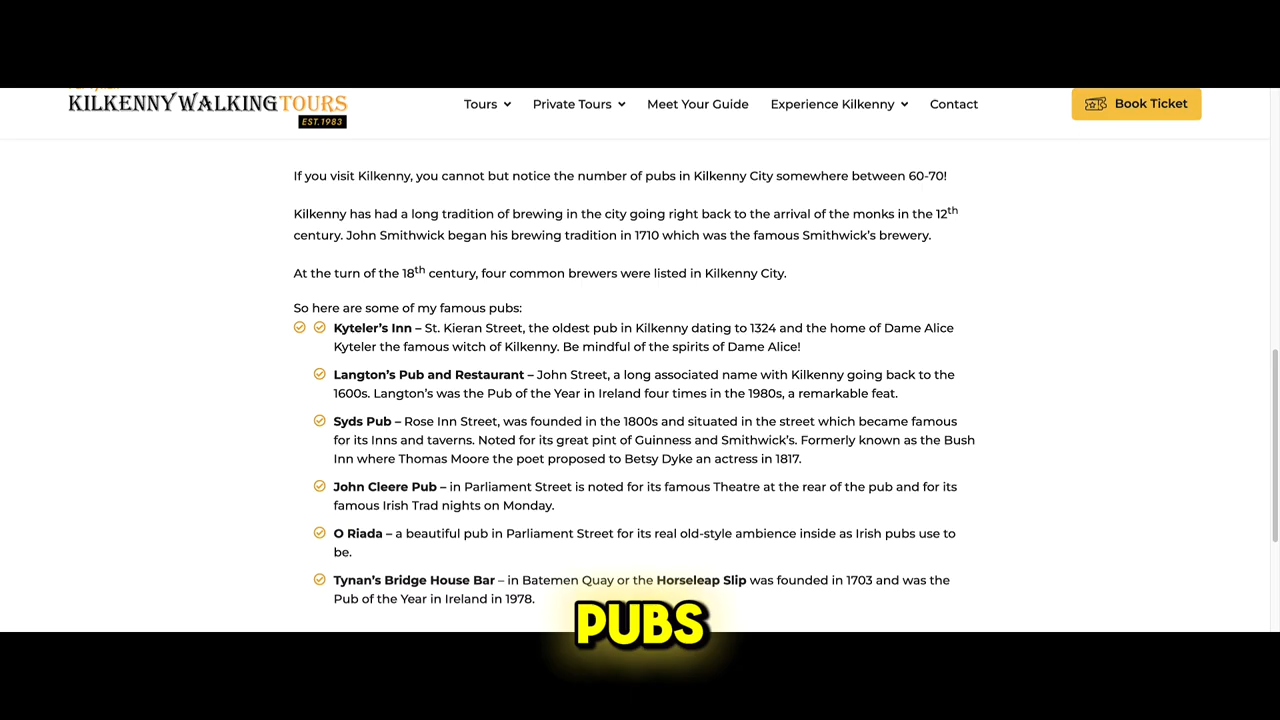 KILKENNY WALKING TOURS
EST.1983
Tours
Private Tours
Meet Your Guide
Experience Kilkenny
Contact
Book Ticket
If you visit Kilkenny, you cannot but notice the number of pubs in Kilkenny City somewhere between 60-70!
Kilkenny has had a long tradition of brewing in the city going right back to the arrival of the monks in the 12th
century. John Smithwick began his brewing tradition in 1710 which was the famous Smithwick's brewery.
At the turn of the 18th century, four common brewers were listed in Kilkenny City.
So here are some of my famous pubs:
Kyteler's Inn – St. Kieran Street, the oldest pub in Kilkenny dating to 1324 and the home of Dame Alice
Kyteler the famous witch of Kilkenny. Be mindful of the spirits of Dame Alice!
Langton's Pub and Restaurant – John Street, a long associated name with Kilkenny going back to the
1600s. Langton's was the Pub of the Year in Ireland four times in the 1980s, a remarkable feat.
Syds Pub – Rose Inn Street, was founded in the 1800s and situated in the street which became famous
for its Inns and taverns. Noted for its great pint of Guinness and Smithwick's. Formerly known as the Bush
Inn where Thomas Moore the poet proposed to Betsy Dyke an actress in 1817.
John Cleere Pub – in Parliament Street is noted for its famous Theatre at the rear of the pub and for its
famous Irish Trad nights on Monday.
O Riada – a beautiful pub in Parliament Street for its real old-style ambience inside as Irish pubs use to
be.
Tynan's Bridge House Bar – in Batemen Quay or the Horseleap Slip was founded in 1703 and was the
Pub of the Year in Ireland in 1978.
PUBS